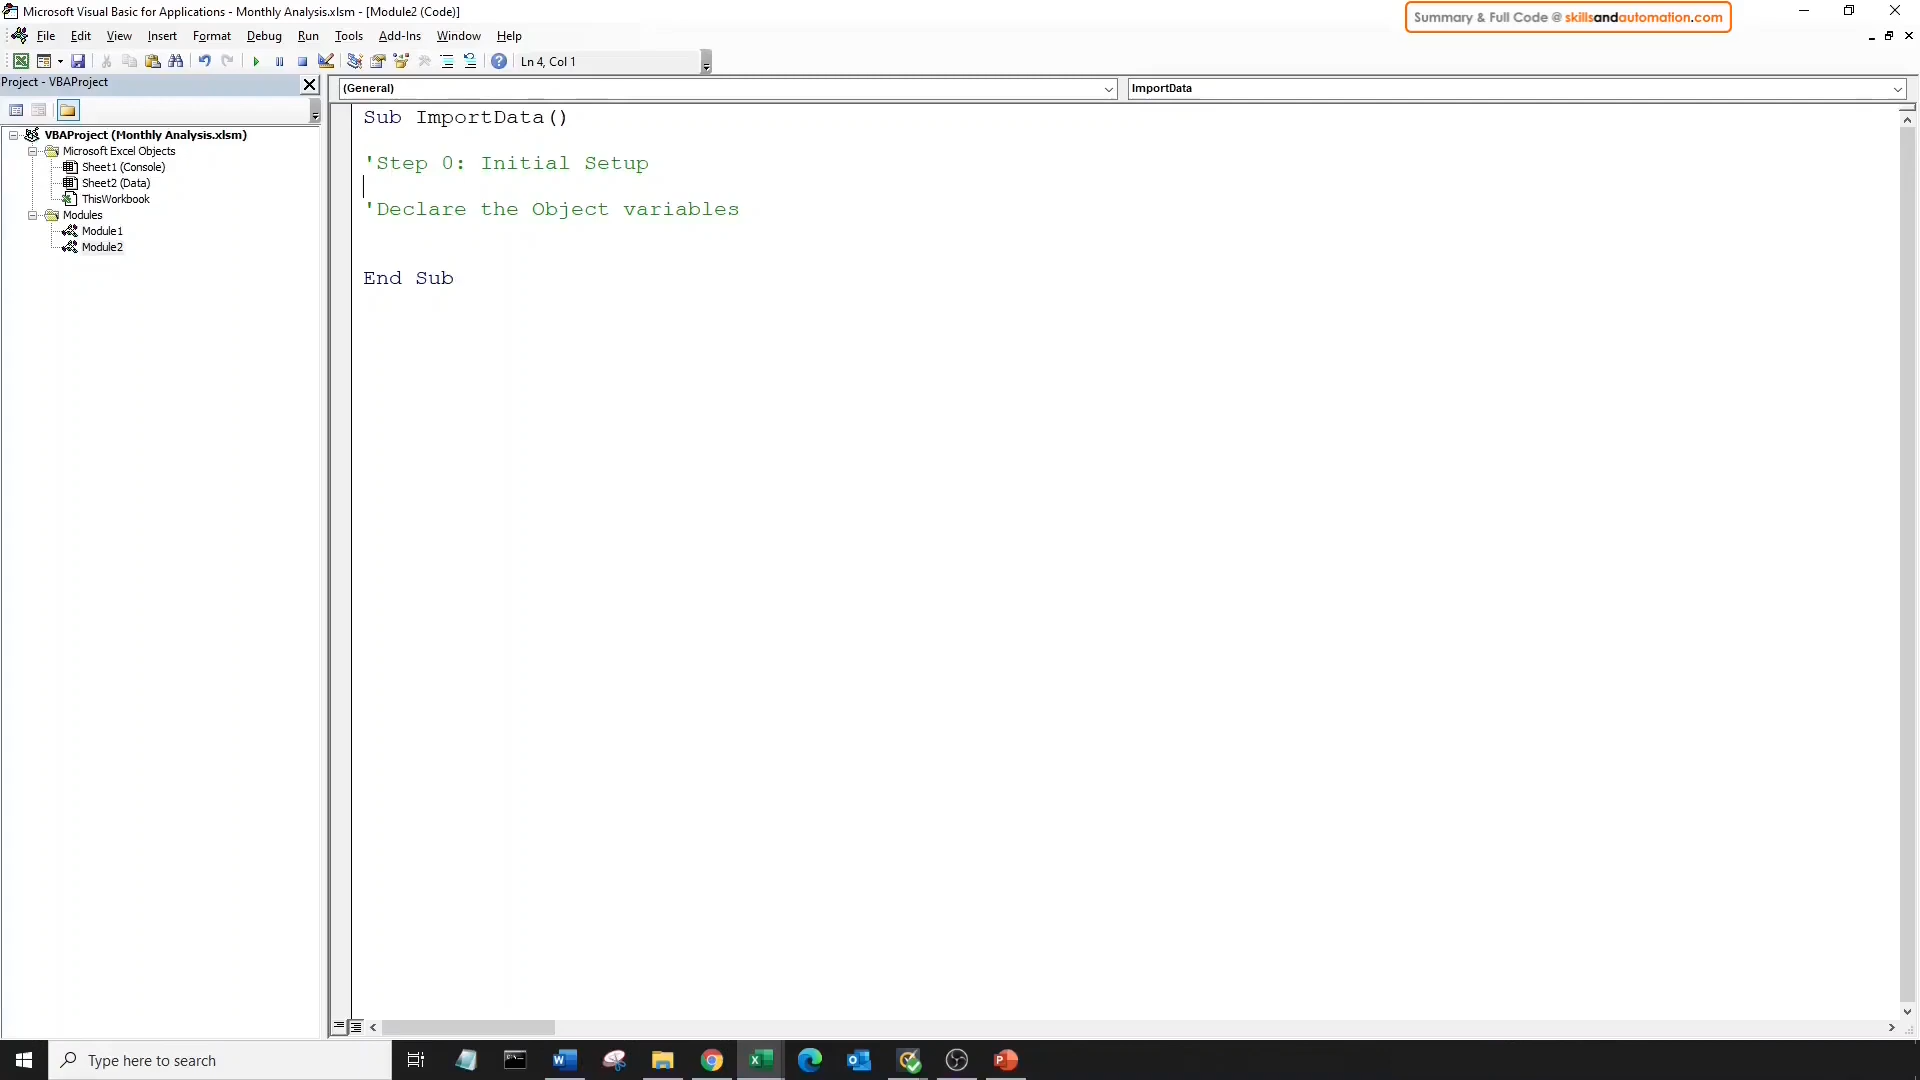 Microsoft Visual Basic for Applications - Monthly Analysis.xlsm - [Module2 (Code)]
Summary & Full Code @ skillsandautomation.com
File Edit View Insert Format Debug Run Tools Add-Ins Window Help
Ln 4, Col 1
Project - VBAProject
(General)
ImportData
VBAProject (Monthly Analysis.xlsm)
Microsoft Excel Objects
Sheet1 (Console)
Sheet2 (Data)
ThisWorkbook
Modules
Module1
Module2
Sub ImportData()
'Step 0: Initial Setup
'Declare the Object variables
End Sub
Type here to search